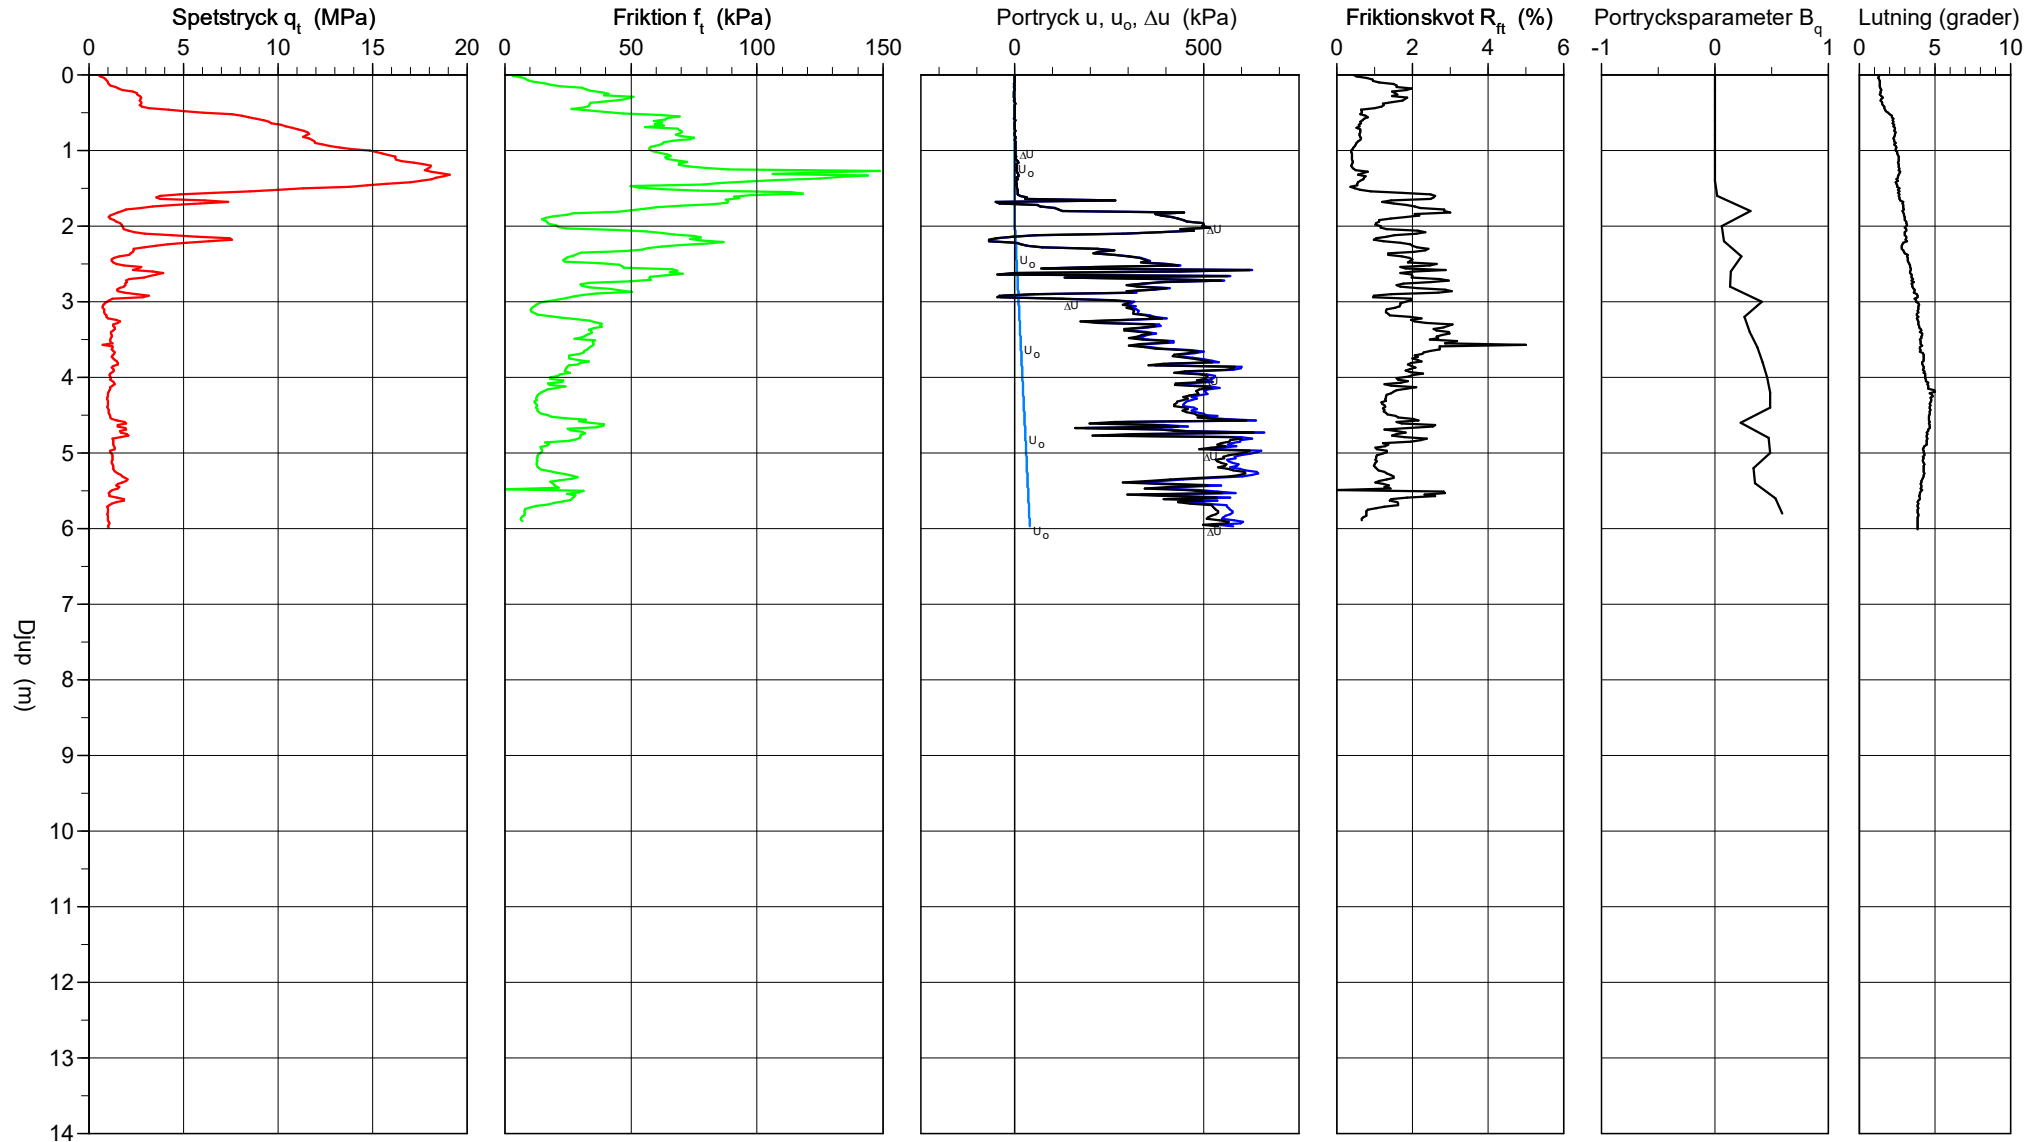 Spetstryck qt (MPa)
Friktion ft (kPa)
Portryck u, uo, Δu (kPa)
Friktionskvot Rft (%)
Portrycksparameter Bq
Lutning (grader)
0 5 10 15 20
0 50 100 150
0 500
0 2 4 6
-1 0 1
0 5 10
0
1
2
3
4
5
6
7
8
9
10
11
12
13
14
Djup (m)
ΔU
Uo
ΔU
Uo
ΔU
Uo
ΔU
Uo
ΔU
Uo
ΔU